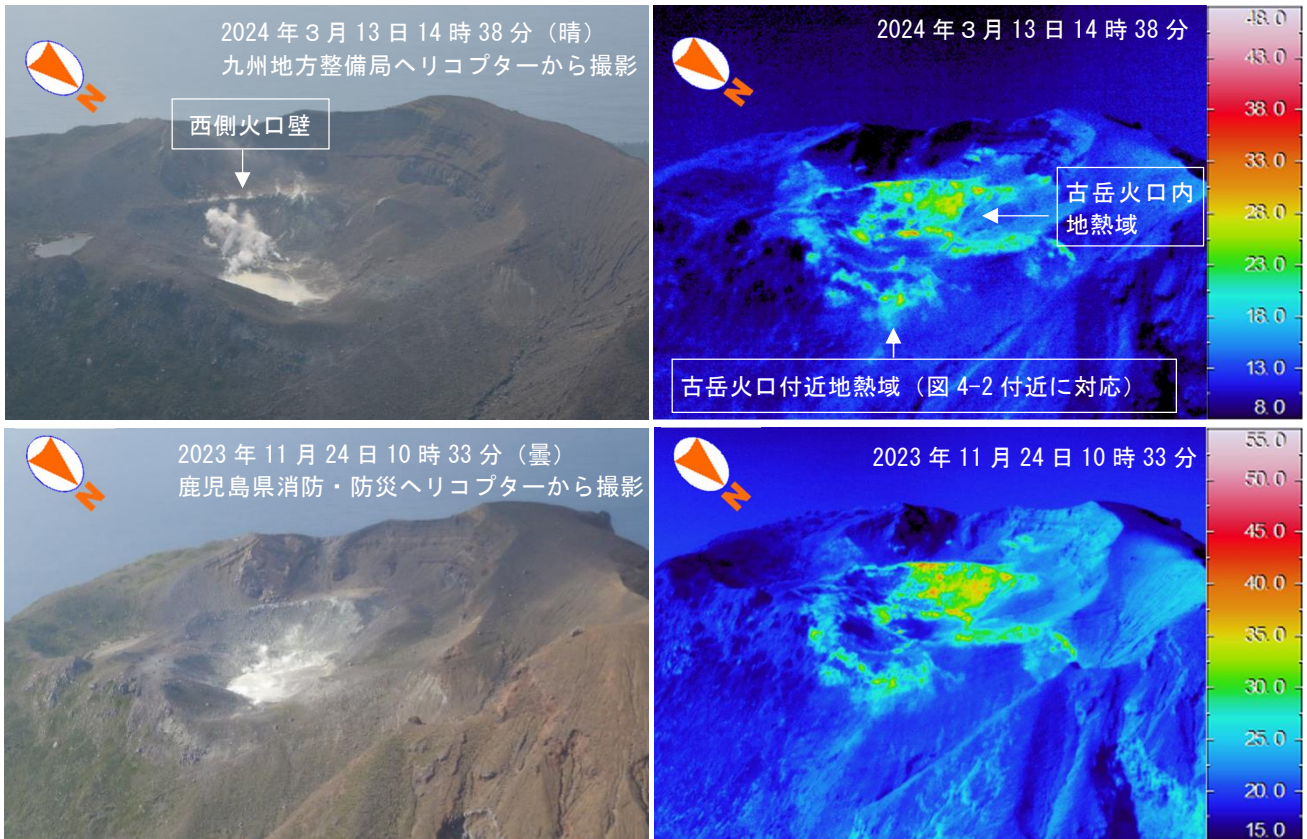 2024年3月13日14時38分（晴）
九州地方整備局ヘリコプターから撮影
N
西側火口壁
2024年3月13日14時38分
N
古岳火口内
地熱域
古岳火口付近地熱域（図4-2付近に対応）
48.0
43.0
38.0
33.0
28.0
23.0
18.0
13.0
8.0
2023年11月24日10時33分（曇）
鹿児島県消防・防災ヘリコプターから撮影
N
2023年11月24日10時33分
N
55.0
50.0
45.0
40.0
35.0
30.0
25.0
20.0
15.0